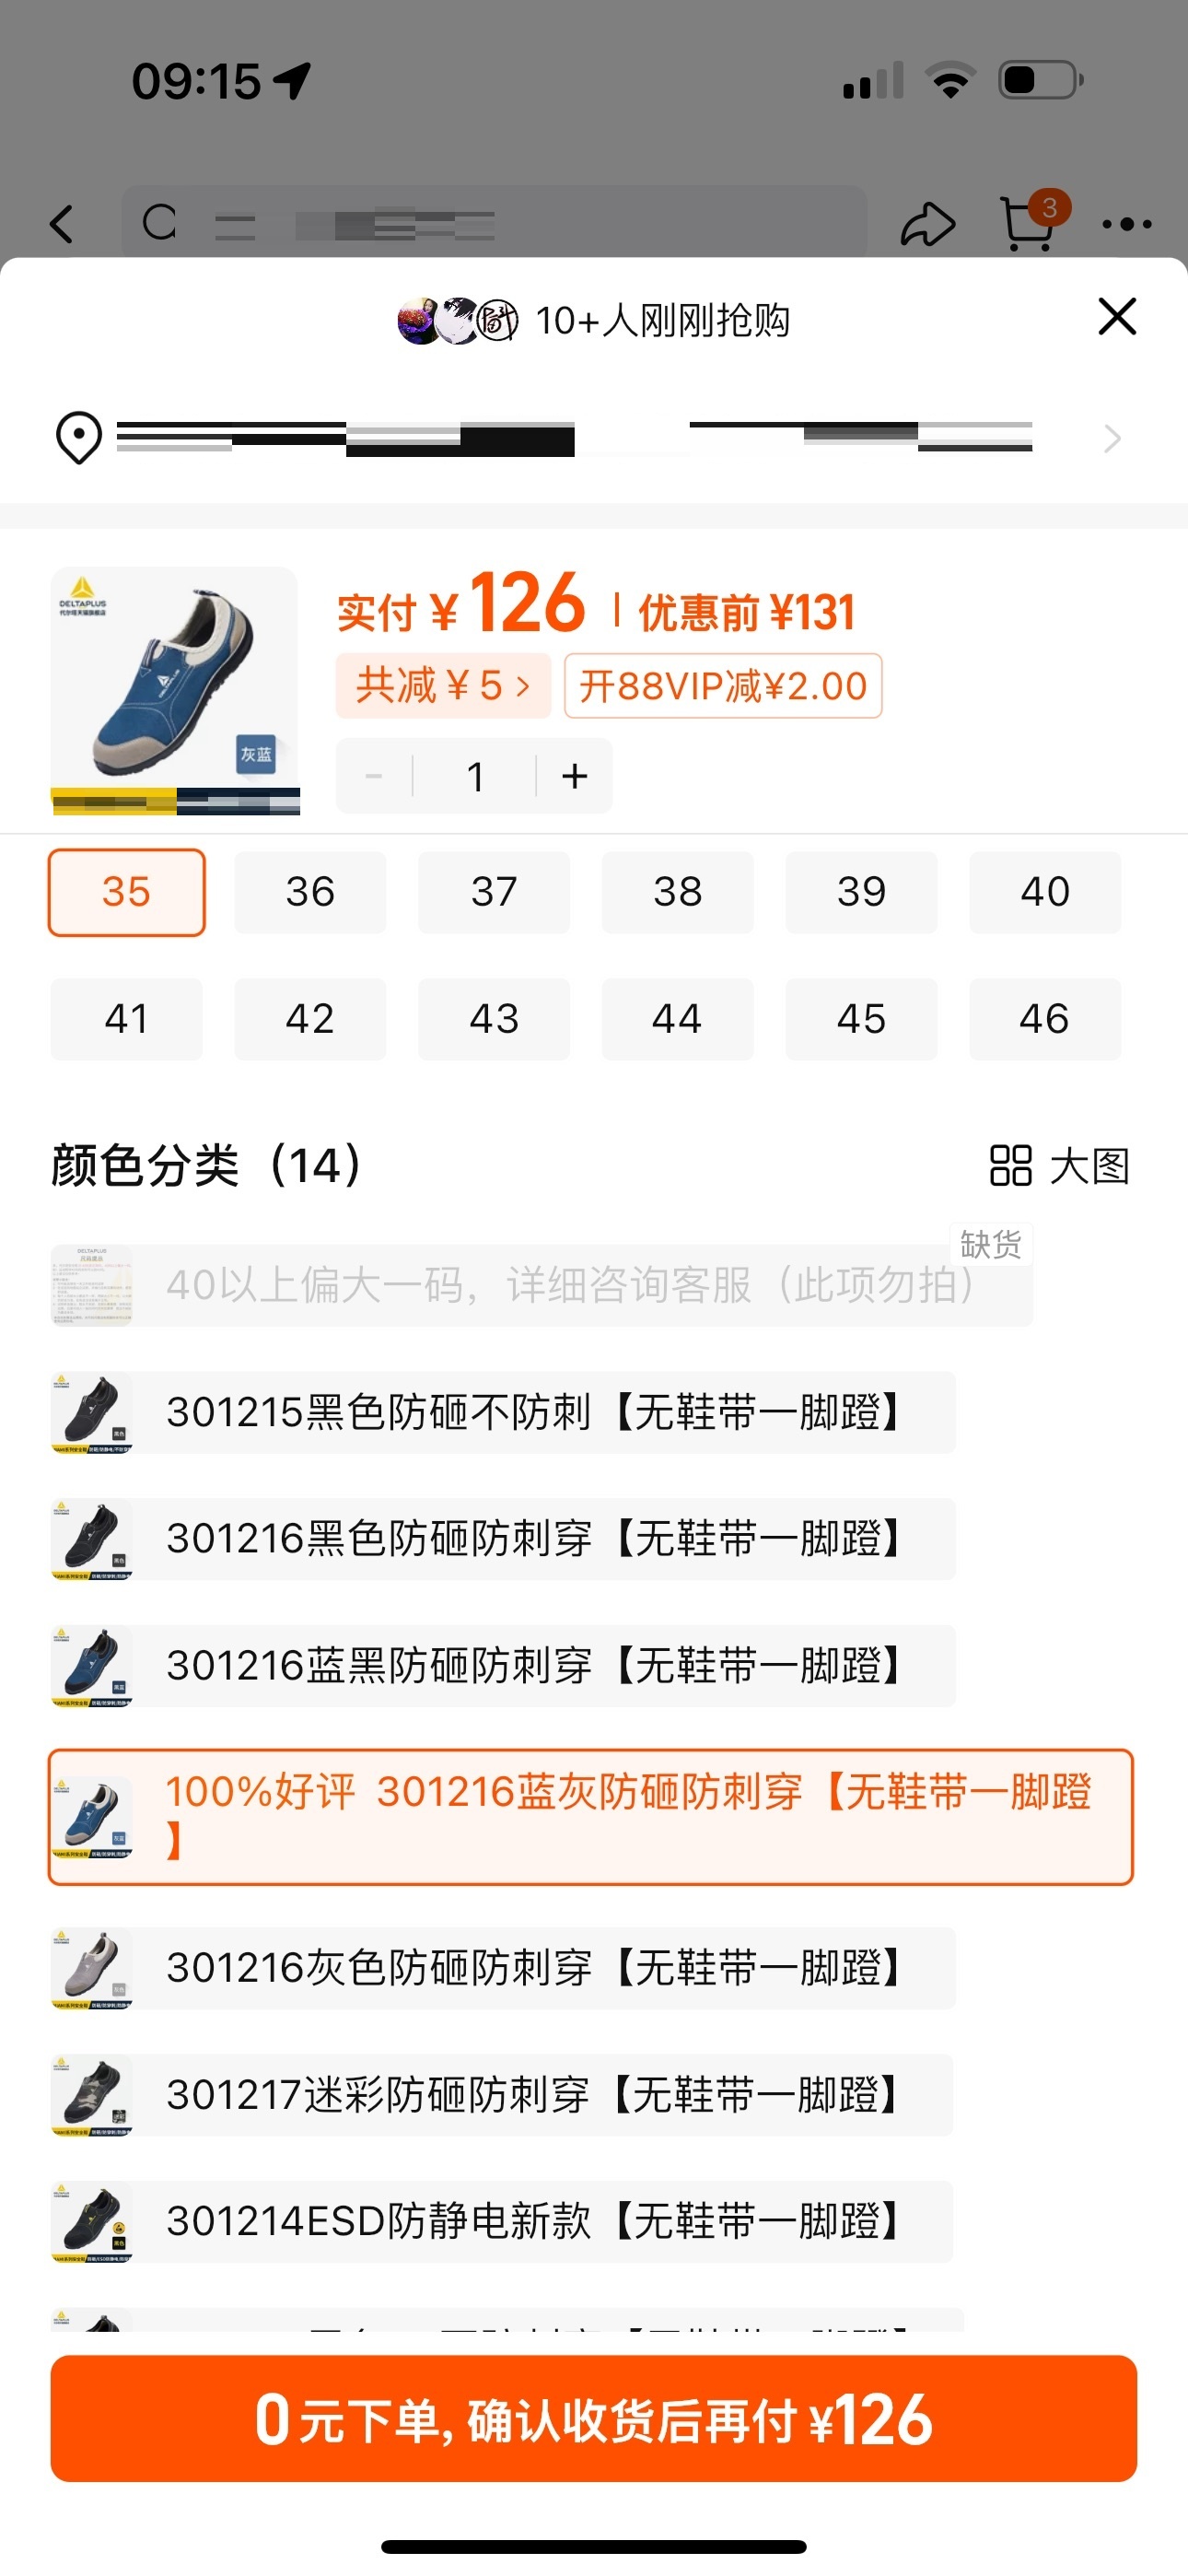 09:15
3
10+人刚刚抢购
DELTAPLUS
代尔塔天猫旗舰店
DELTAPLUS
灰蓝
实付 ¥126 | 优惠前 ¥131
共减 ¥ 5 >
开88VIP减¥2.00
- 1 +
35 36 37 38 39 40
41 42 43 44 45 46
颜色分类（14）
大图
缺货
40以上偏大一码，详细咨询客服（此项勿拍）
301215黑色防砸不防刺【无鞋带一脚蹬】
301216黑色防砸防刺穿【无鞋带一脚蹬】
301216蓝黑防砸防刺穿【无鞋带一脚蹬】
100%好评 301216蓝灰防砸防刺穿【无鞋带一脚蹬
】
301216灰色防砸防刺穿【无鞋带一脚蹬】
301217迷彩防砸防刺穿【无鞋带一脚蹬】
301214ESD防静电新款【无鞋带一脚蹬】
0元下单, 确认收货后再付 ¥126